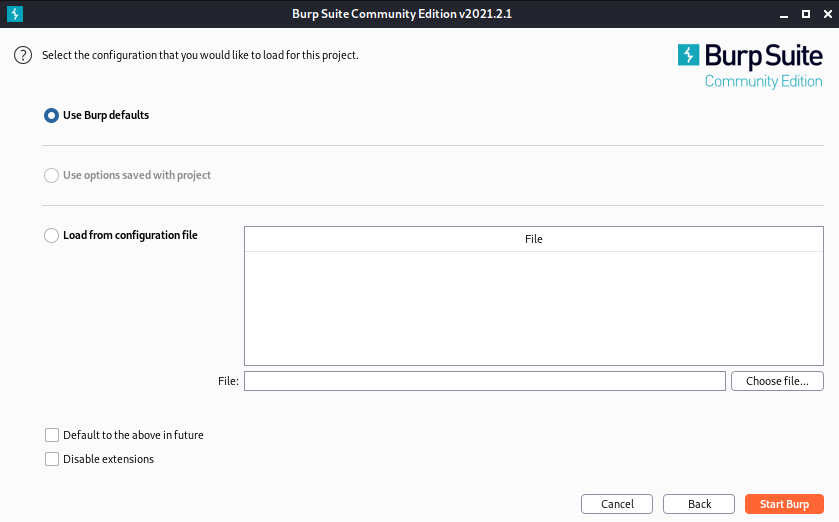 Burp Suite Community Edition v2021.2.1
Select the configuration that you would like to load for this project.
Burp Suite
Community Edition
Use Burp defaults
Use options saved with project
Load from configuration file
File
File:
Choose file...
Default to the above in future
Disable extensions
Cancel
Back
Start Burp